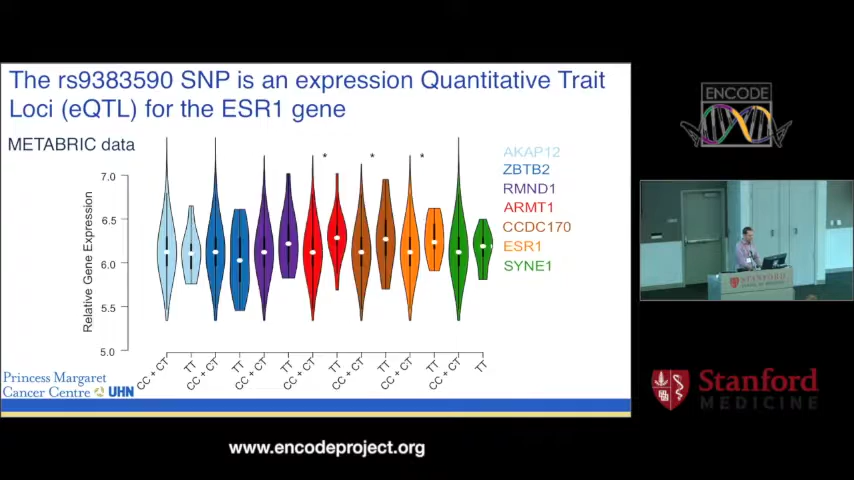 The rs9383590 SNP is an expression Quantitative Trait
Loci (eQTL) for the ESR1 gene
METABRIC data
Relative Gene Expression
7.0
6.5
6.0
5.5
5.0
* * *
CC + CT TT CC + CT TT CC + CT TT CC + CT TT CC + CT TT CC + CT TT CC + CT TT
AKAP12
ZBTB2
RMND1
ARMT1
CCDC170
ESR1
SYNE1
Princess Margaret
Cancer Centre UHN
ENCODE
STANFORD
Stanford
MEDICINE
www.encodeproject.org